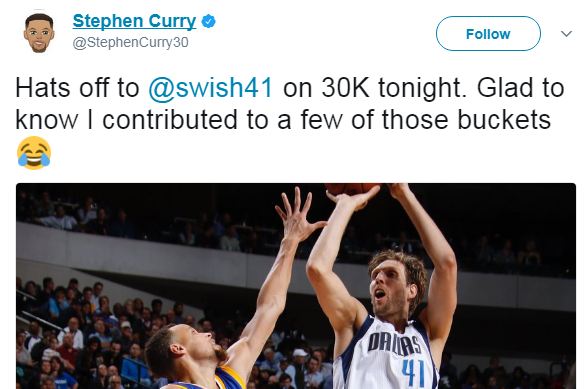 Stephen Curry
@StephenCurry30
Follow
Hats off to @swish41 on 30K tonight. Glad to
know I contributed to a few of those buckets
😂
DALLAS
41